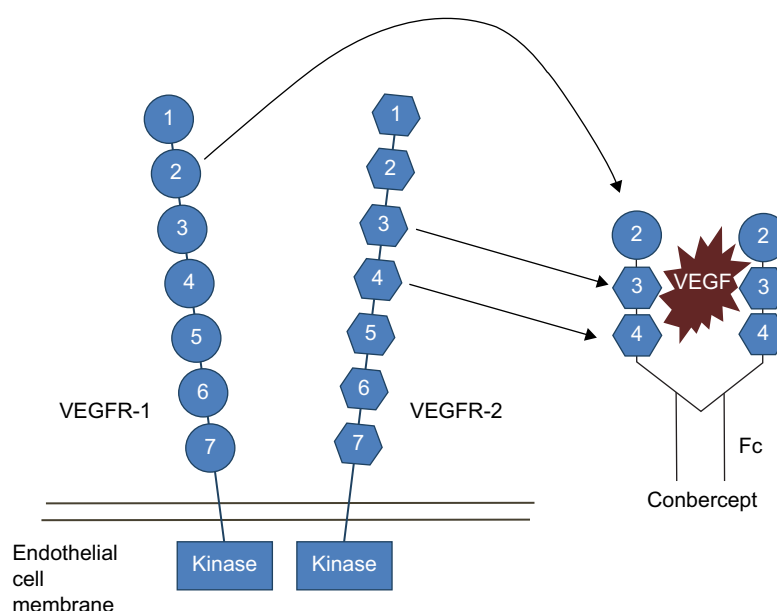 1
2
3
4
5
6
7
VEGFR-1
Kinase
1
2
3
4
5
6
7
VEGFR-2
Kinase
2
3
4
VEGF
2
3
4
Fc
Conbercept
Endothelial
cell
membrane